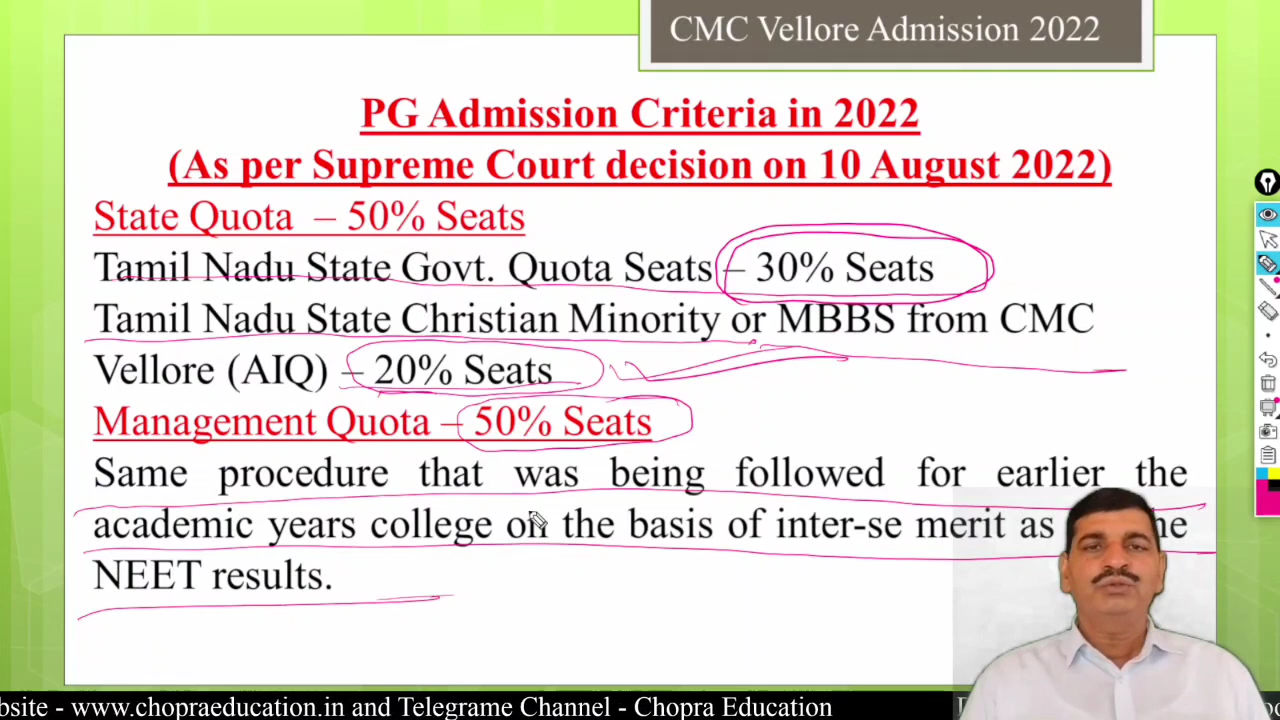 CMC Vellore Admission 2022
PG Admission Criteria in 2022
(As per Supreme Court decision on 10 August 2022)
State Quota – 50% Seats
Tamil Nadu State Govt. Quota Seats – 30% Seats
Tamil Nadu State Christian Minority or MBBS from CMC
Vellore (AIQ) – 20% Seats
Management Quota – 50% Seats
Same procedure that was being followed for earlier the
academic years college on the basis of inter-se merit as
NEET results.
bsite - www.chopraeducation.in and Telegrame Channel - Chopra Education